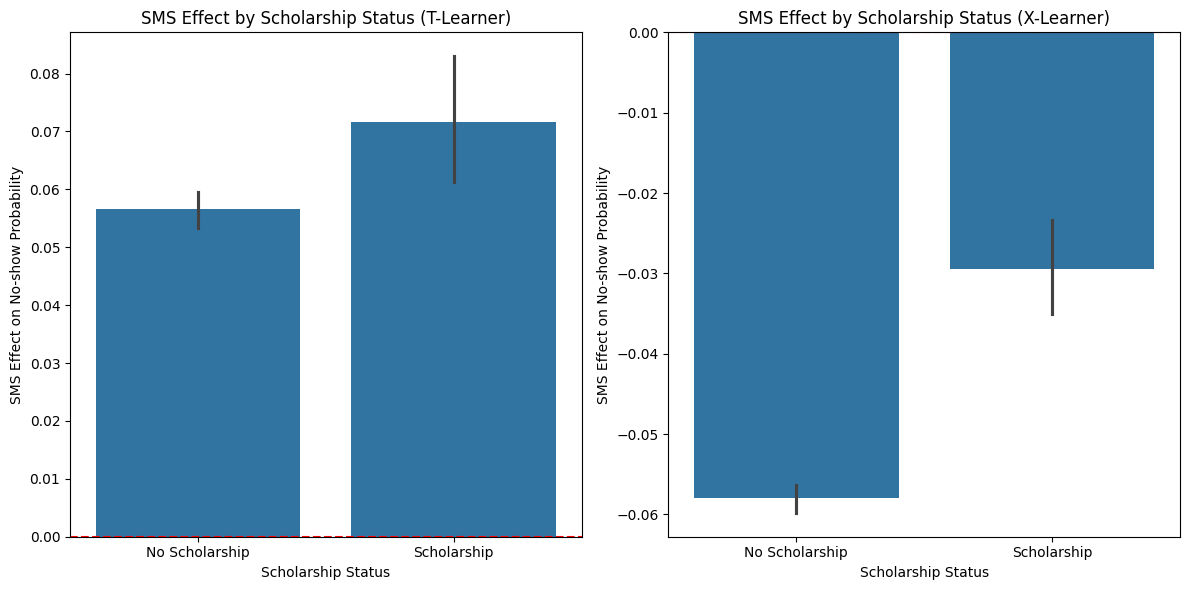 SMS Effect by Scholarship Status (T-Learner)
SMS Effect on No-show Probability
0.08
0.07
0.06
0.05
0.04
0.03
0.02
0.01
0.00
No Scholarship
Scholarship
Scholarship Status
SMS Effect by Scholarship Status (X-Learner)
SMS Effect on No-show Probability
0.00
−0.01
−0.02
−0.03
−0.04
−0.05
−0.06
No Scholarship
Scholarship
Scholarship Status